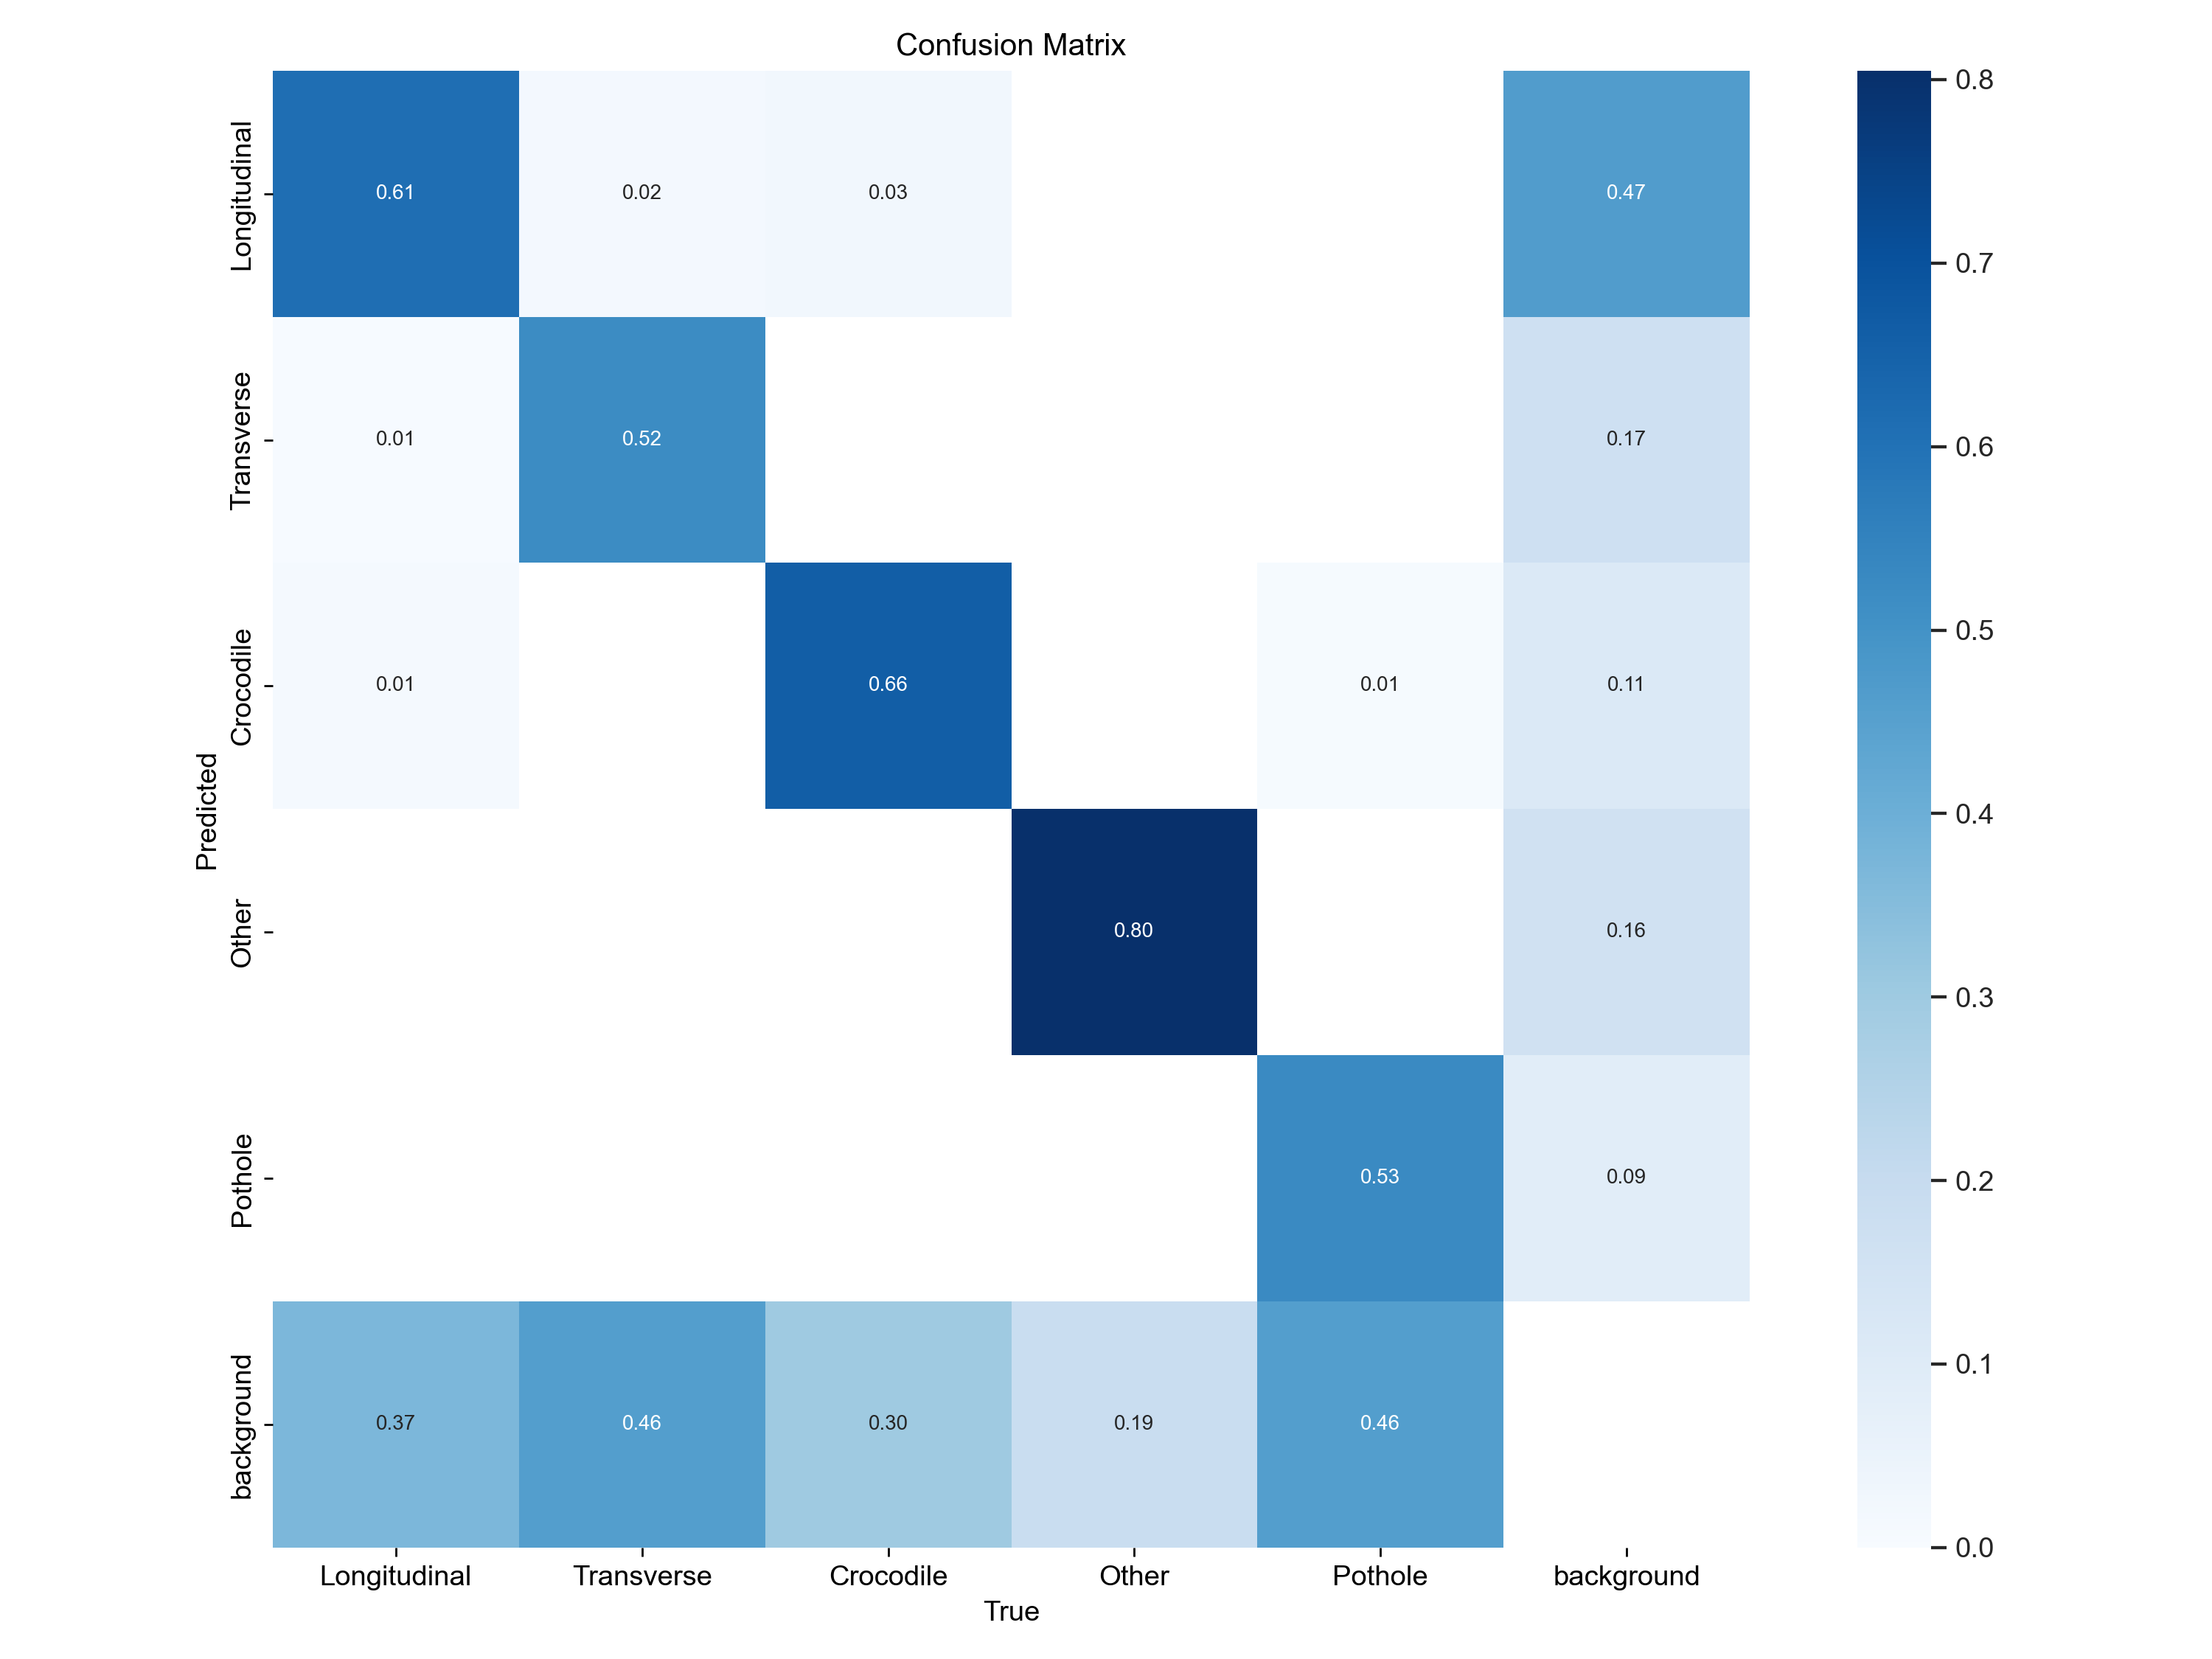 Confusion Matrix
Longitudinal
0.61
0.02
0.03
0.47
Transverse
0.01
0.52
0.17
Crocodile
0.01
0.66
0.01
0.11
Other
0.80
0.16
Pothole
0.53
0.09
background
0.37
0.46
0.30
0.19
0.46
Predicted
Longitudinal
Transverse
Crocodile
Other
Pothole
background
True
0.8
0.7
0.6
0.5
0.4
0.3
0.2
0.1
0.0